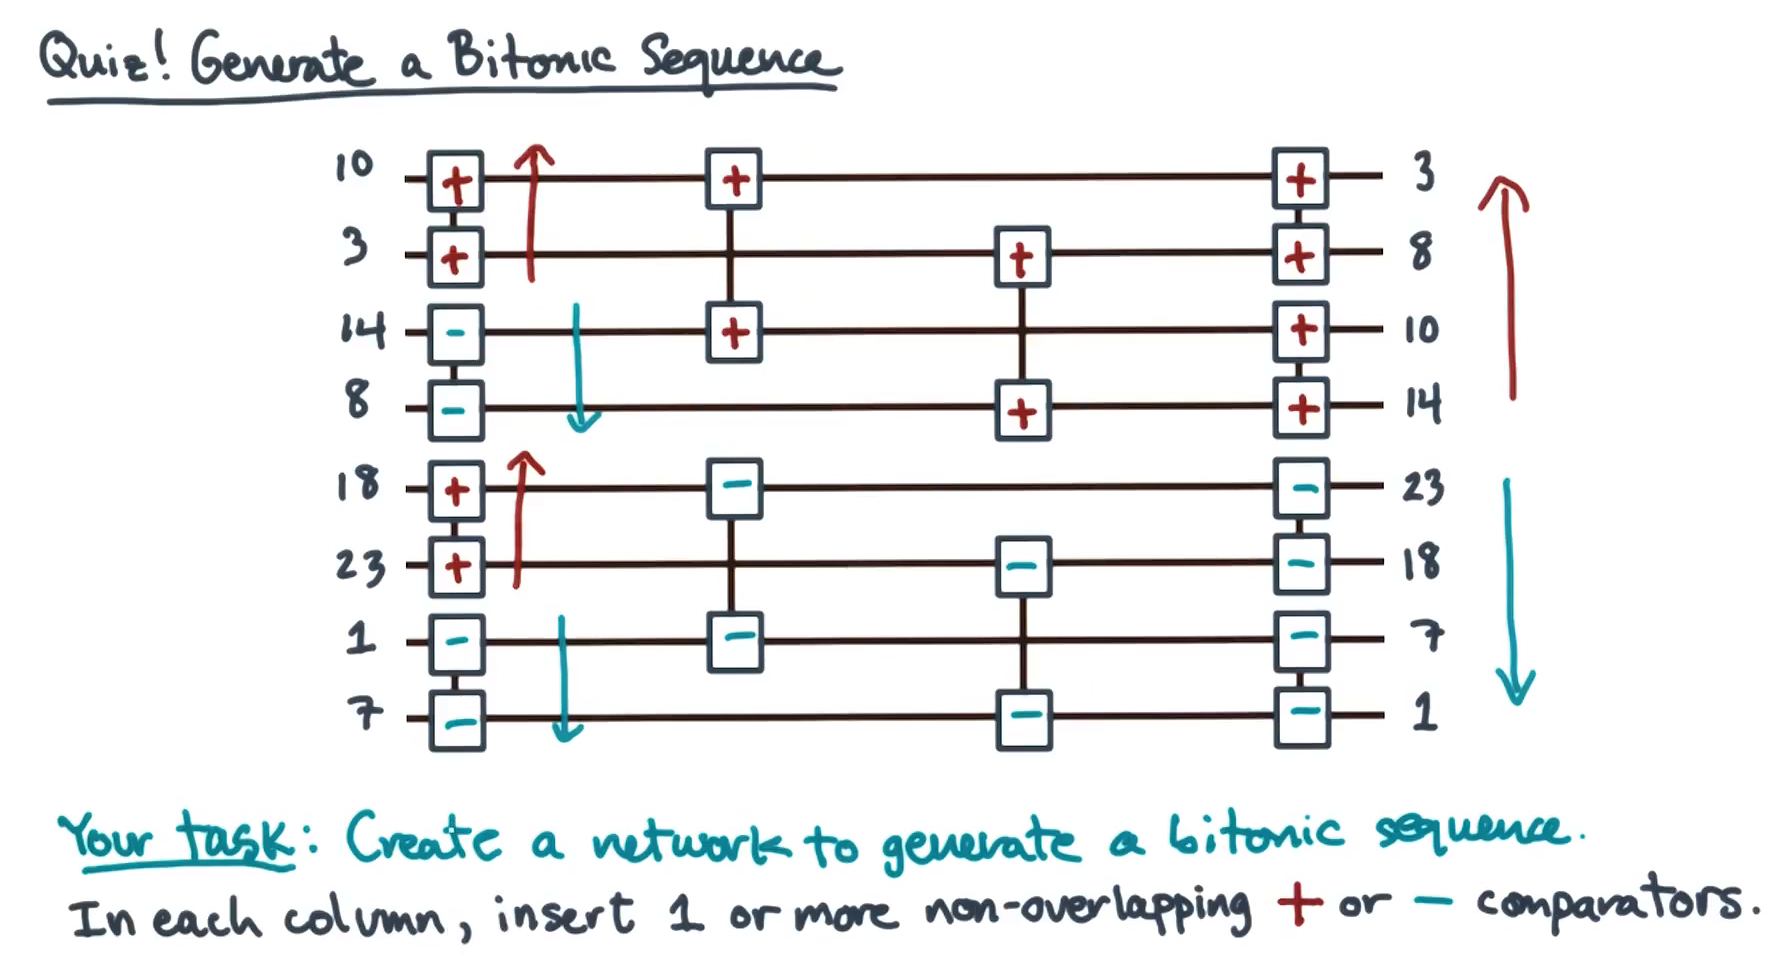 Quiz! Generate a Bitonic Sequence
10 + + + 3
3 + + + 8
14 - + + 10
8 - + + 14
18 + - - 23
23 + - - 18
1 - - - 7
7 - - - 1
Your task: Create a network to generate a bitonic sequence.
In each column, insert 1 or more non-overlapping + or - comparators.